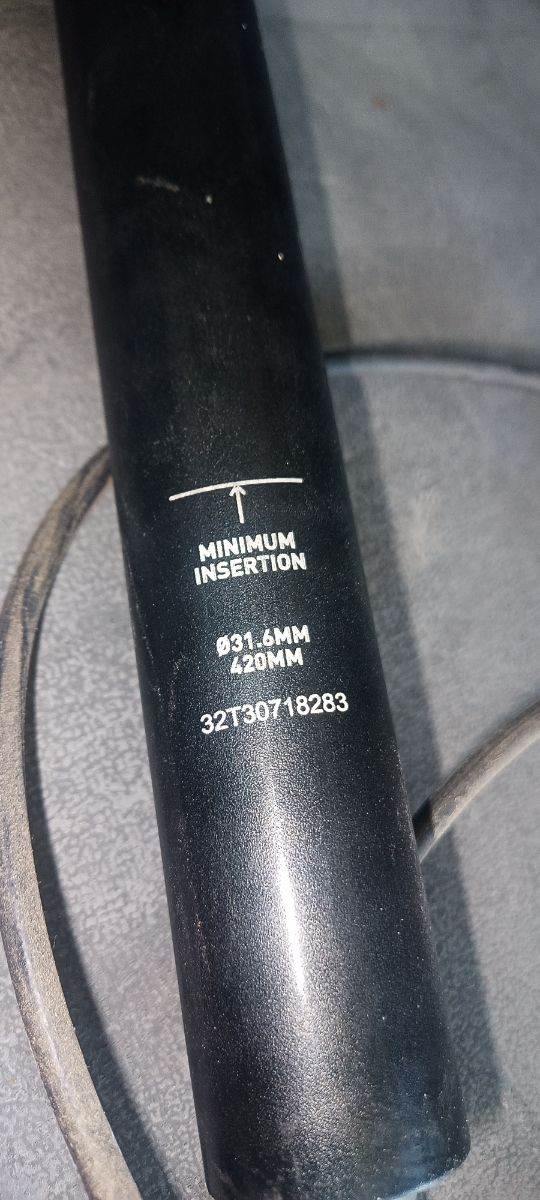 MINIMUM
INSERTION
Ø31.6MM
420MM
32T30718283